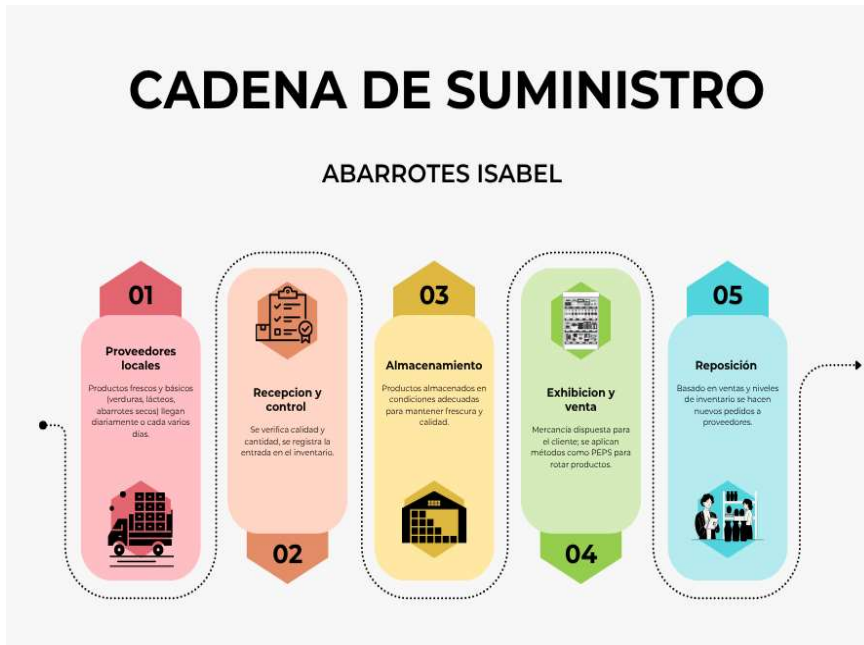 CADENA DE SUMINISTRO
ABARROTES ISABEL
01
Proveedores
locales
Productos frescos y básicos
(verduras, lácteos,
abarrotes secos) llegan
diariamente o cada varios
días.
Recepcion y
control
Se verifica calidad y
cantidad, se registra la
entrada en el inventario.
02
03
Almacenamiento
Productos almacenados en
condiciones adecuadas
para mantener frescura y
calidad.
Exhibicion y
venta
Mercancía dispuesta para
el cliente; se aplican
métodos como PEPS para
rotar productos.
04
05
Reposición
Basado en ventas y niveles
de inventario se hacen
nuevos pedidos a
proveedores.